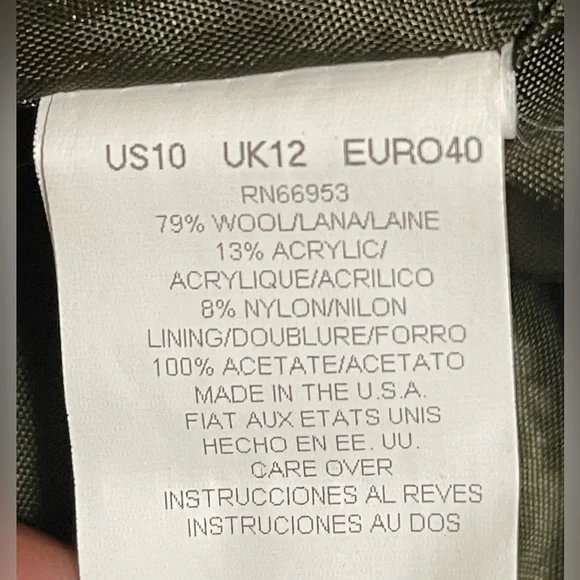 US10 UK12 EURO40
RN66953
79% WOOL/LANA/LAINE
13% ACRYLIC/
ACRYLIQUE/ACRILICO
8% NYLON/NILON
LINING/DOUBLURE/FORRO
100% ACETATE/ACETATO
MADE IN THE U.S.A.
FIAT AUX ETATS UNIS
HECHO EN EE. UU.
CARE OVER
INSTRUCCIONES AL REVES
INSTRUCIONES AU DOS